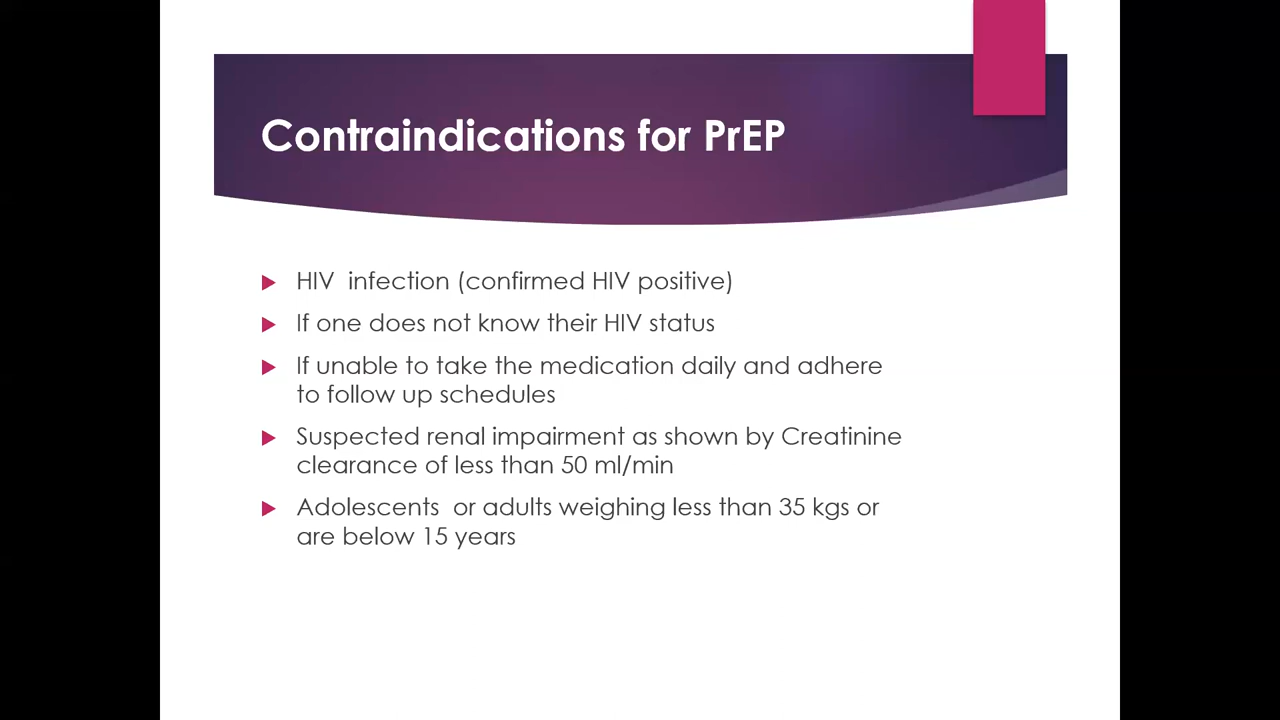 Contraindications for PrEP
HIV  infection (confirmed HIV positive)
If one does not know their HIV status
If unable to take the medication daily and adhere
to follow up schedules
Suspected renal impairment as shown by Creatinine
clearance of less than 50 ml/min
Adolescents  or adults weighing less than 35 kgs or
are below 15 years